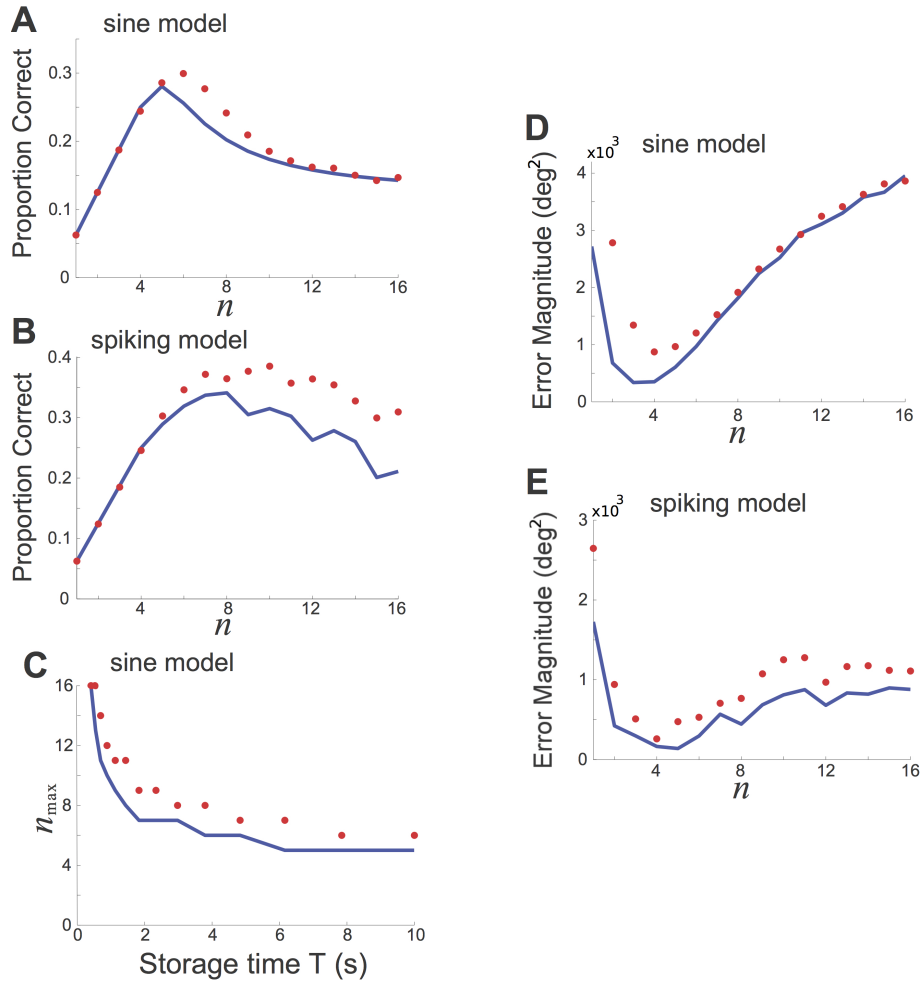 A
sine model
Proportion Correct
0.3
0.2
0.1
0
4
8
12
16
n
B
spiking model
Proportion Correct
0.4
0.3
0.2
0.1
0
4
8
12
16
n
C
sine model
n_max
16
12
8
4
0
0
2
4
6
8
10
Storage time T (s)
D
×10³
sine model
Error Magnitude (deg²)
4
3
2
1
0
4
8
12
16
n
E
×10³
spiking model
Error Magnitude (deg²)
3
2
1
0
4
8
12
16
n